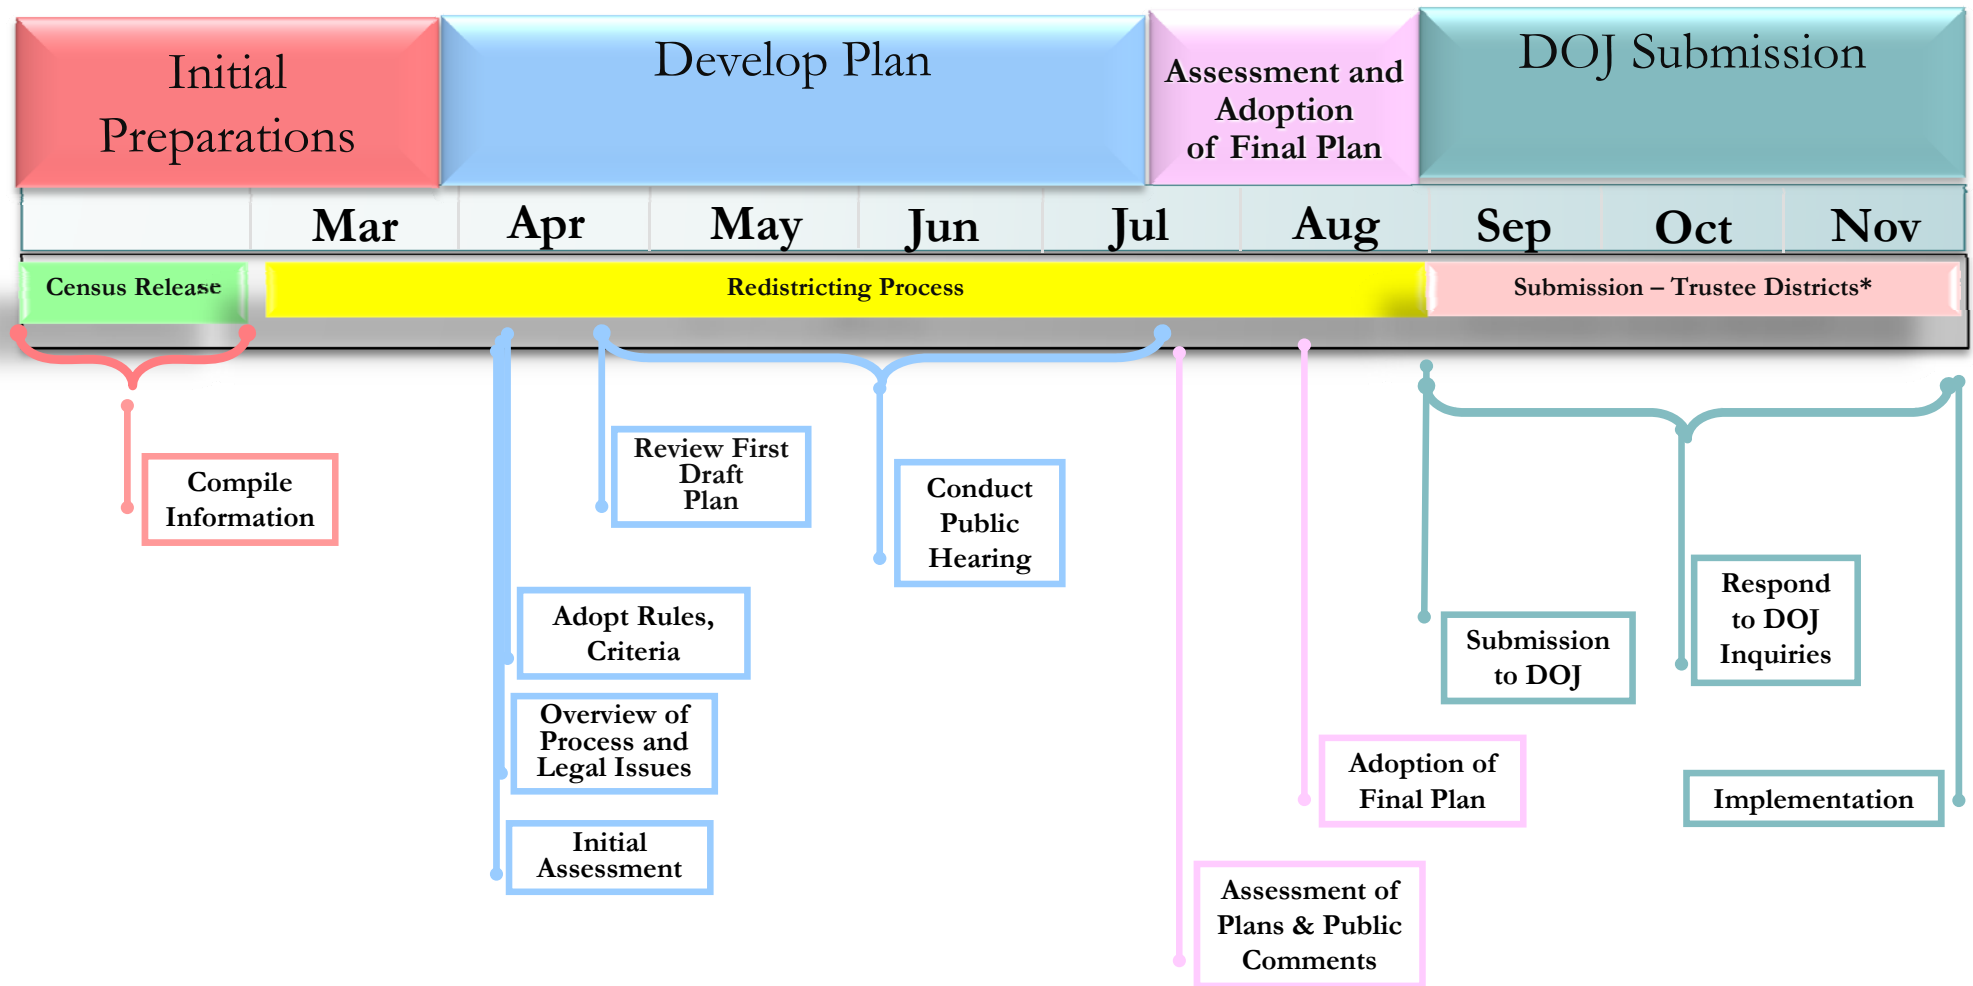 Initial
Preparations
Develop Plan
Assessment and
Adoption
of Final Plan
DOJ Submission
Mar
Apr
May
Jun
Jul
Aug
Sep
Oct
Nov
Census Release
Redistricting Process
Submission – Trustee Districts*
Compile
Information
Review First
Draft
Plan
Conduct
Public
Hearing
Adopt Rules,
Criteria
Overview of
Process and
Legal Issues
Initial
Assessment
Submission
to DOJ
Respond
to DOJ
Inquiries
Adoption of
Final Plan
Implementation
Assessment of
Plans & Public
Comments